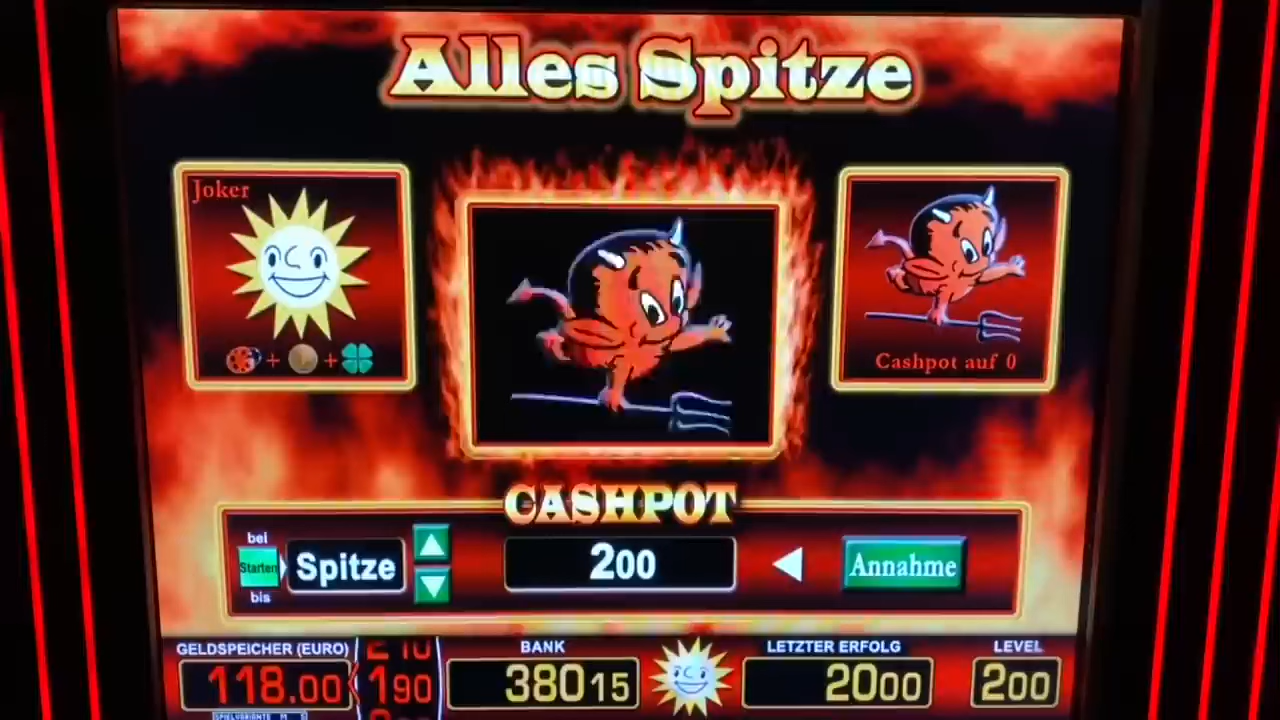 Alles Spitze
Joker
Cashpot auf 0
CASHPOT
bei
Starten
bis
Spitze
200
Annahme
GELDSPEICHER (EURO)
118.00
190
BANK
38015
LETZTER ERFOLG
2000
LEVEL
200
SPIELVARIANTE M S